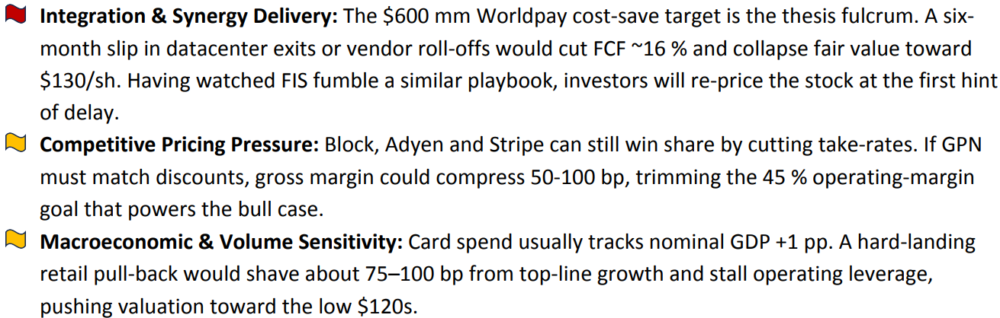 Integration & Synergy Delivery: The $600 mm Worldpay cost-save target is the thesis fulcrum. A six-
month slip in datacenter exits or vendor roll-offs would cut FCF ~16 % and collapse fair value toward
$130/sh. Having watched FIS fumble a similar playbook, investors will re-price the stock at the first hint
of delay.
Competitive Pricing Pressure: Block, Adyen and Stripe can still win share by cutting take-rates. If GPN
must match discounts, gross margin could compress 50-100 bp, trimming the 45 % operating-margin
goal that powers the bull case.
Macroeconomic & Volume Sensitivity: Card spend usually tracks nominal GDP +1 pp. A hard-landing
retail pull-back would shave about 75–100 bp from top-line growth and stall operating leverage,
pushing valuation toward the low $120s.